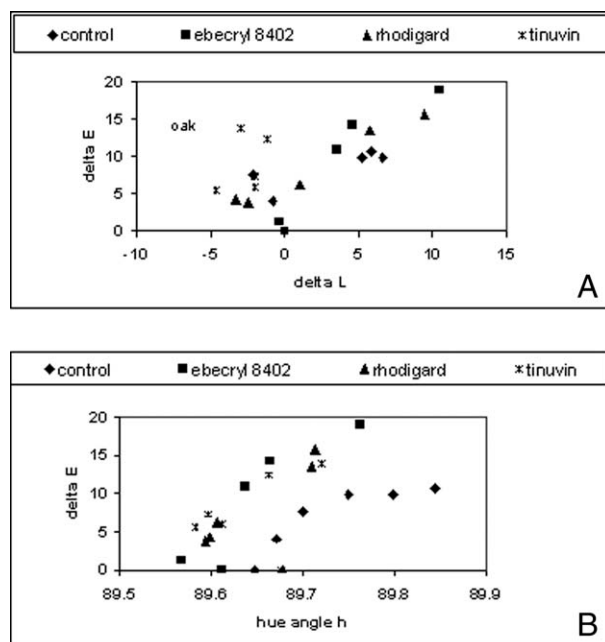 control ebecryl 8402 rhodigard tinuvin
20
15
10
5
0
delta E
oak
-10 -5 0 5 10 15
delta L
A
control ebecryl 8402 rhodigard tinuvin
20
15
10
5
0
delta E
89.5 89.6 89.7 89.8 89.9
hue angle h
B